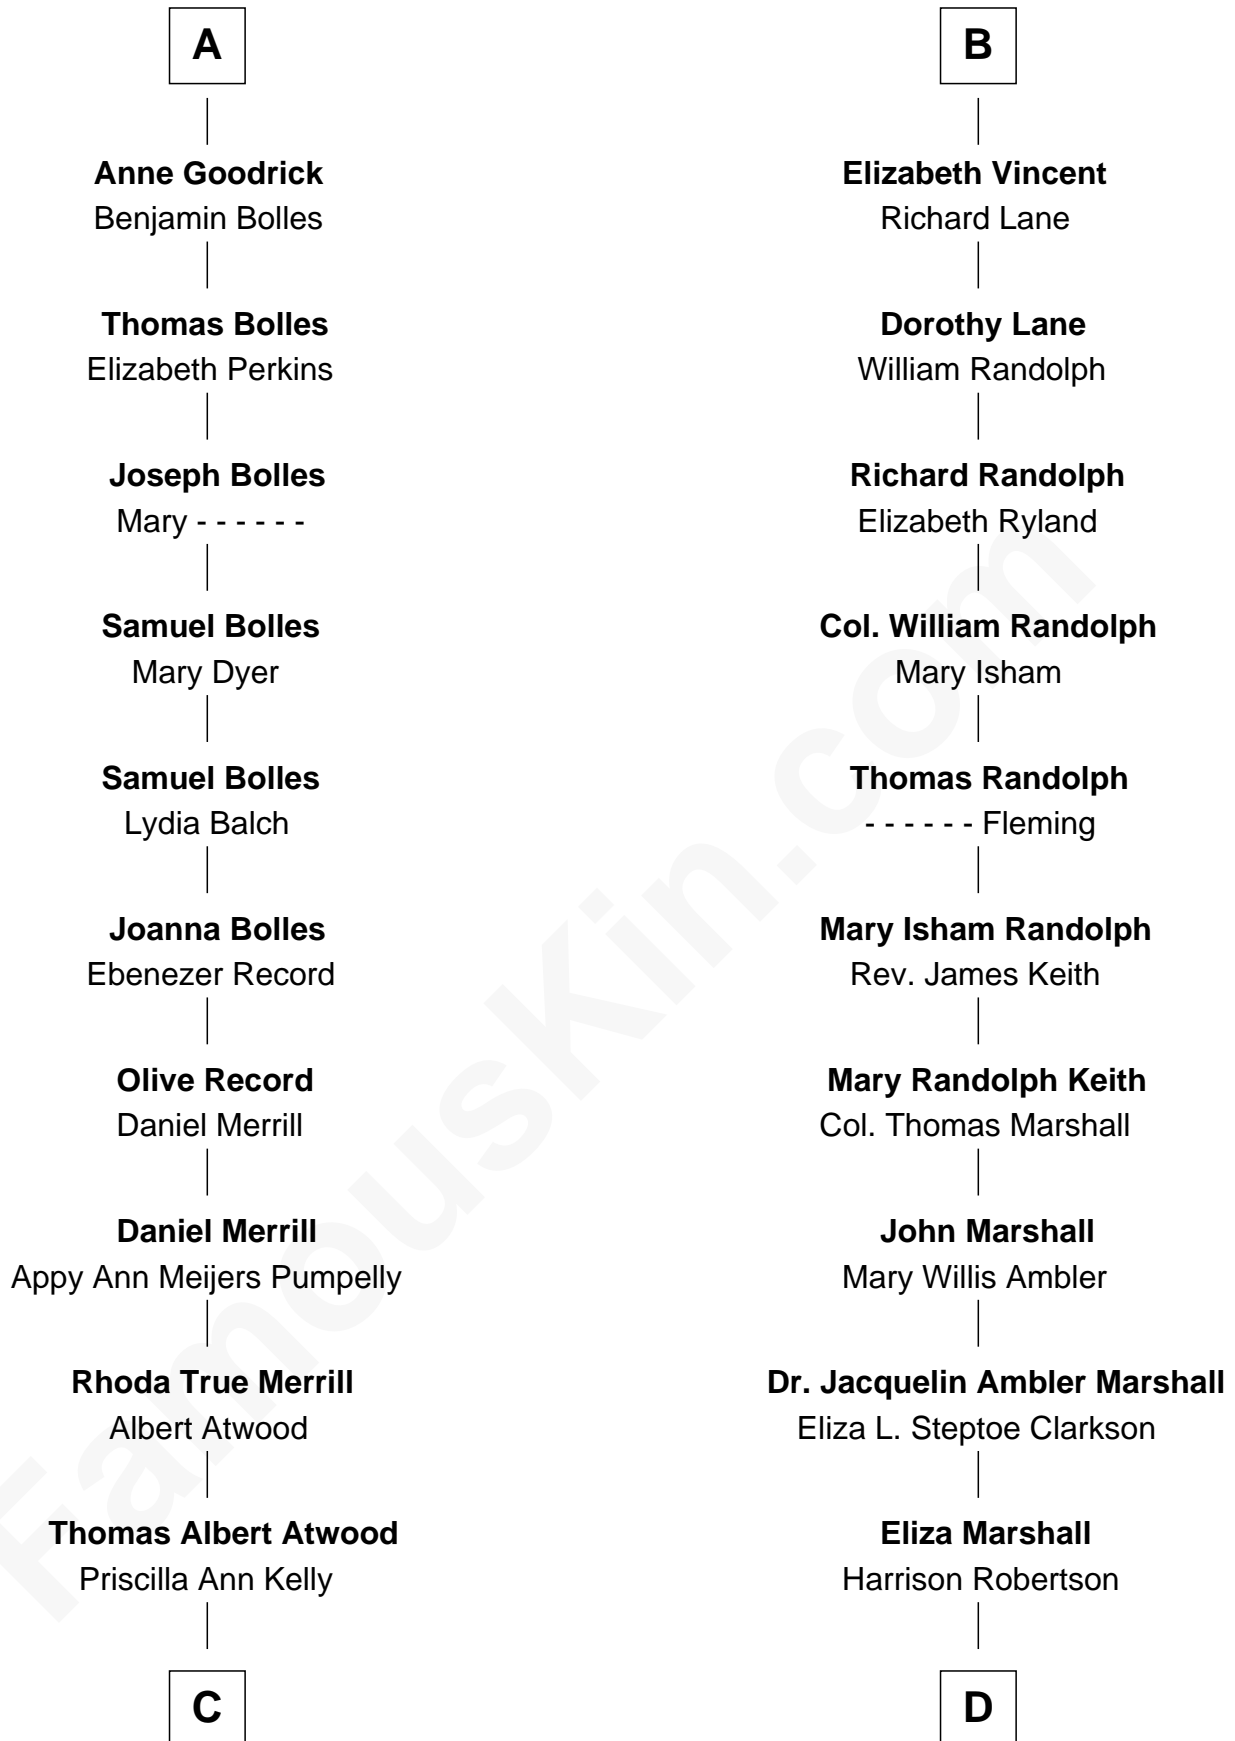 A
Anne Goodrick
Benjamin Bolles
Thomas Bolles
Elizabeth Perkins
Joseph Bolles
Mary - - - - - -
Samuel Bolles
Mary Dyer
Samuel Bolles
Lydia Balch
Joanna Bolles
Ebenezer Record
Olive Record
Daniel Merrill
Daniel Merrill
Appy Ann Meijers Pumpelly
Rhoda True Merrill
Albert Atwood
Thomas Albert Atwood
Priscilla Ann Kelly
C
B
Elizabeth Vincent
Richard Lane
Dorothy Lane
William Randolph
Richard Randolph
Elizabeth Ryland
Col. William Randolph
Mary Isham
Thomas Randolph
- - - - - - Fleming
Mary Isham Randolph
Rev. James Keith
Mary Randolph Keith
Col. Thomas Marshall
John Marshall
Mary Willis Ambler
Dr. Jacquelin Ambler Marshall
Eliza L. Steptoe Clarkson
Eliza Marshall
Harrison Robertson
D
FamousKin.com